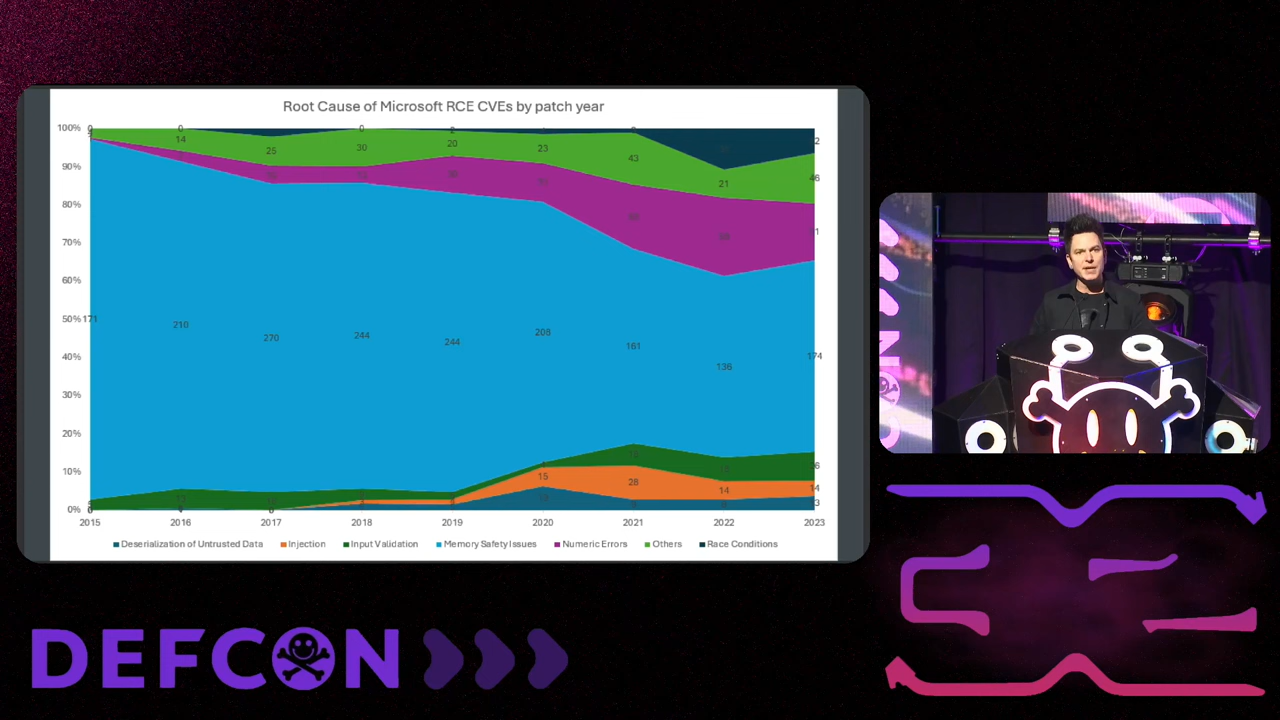 Root Cause of Microsoft RCE CVEs by patch year
100%
90%
80%
70%
60%
50%
40%
30%
20%
10%
0%
0 0 2
14 25 30 20 23 43 21 46
171 210 270 244 244 208 161 136 174
15 28 14 14
2015 2016 2017 2018 2019 2020 2021 2022 2023
Deserialization of Untrusted Data Injection Input Validation Memory Safety Issues Numeric Errors Others Race Conditions
DEFCON